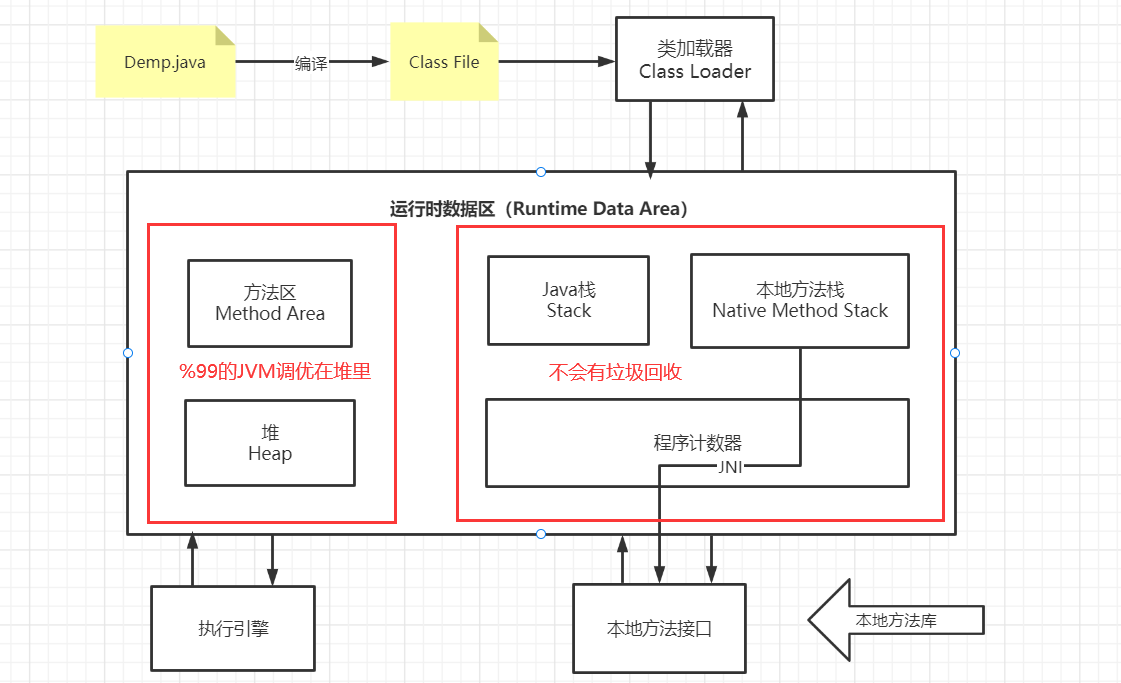 Demp.java
编译
Class File
类加载器
Class Loader
运行时数据区（Runtime Data Area）
方法区
Method Area
%99的JVM调优在堆里
堆
Heap
Java栈
Stack
本地方法栈
Native Method Stack
不会有垃圾回收
程序计数器
JNI
执行引擎
本地方法接口
本地方法库